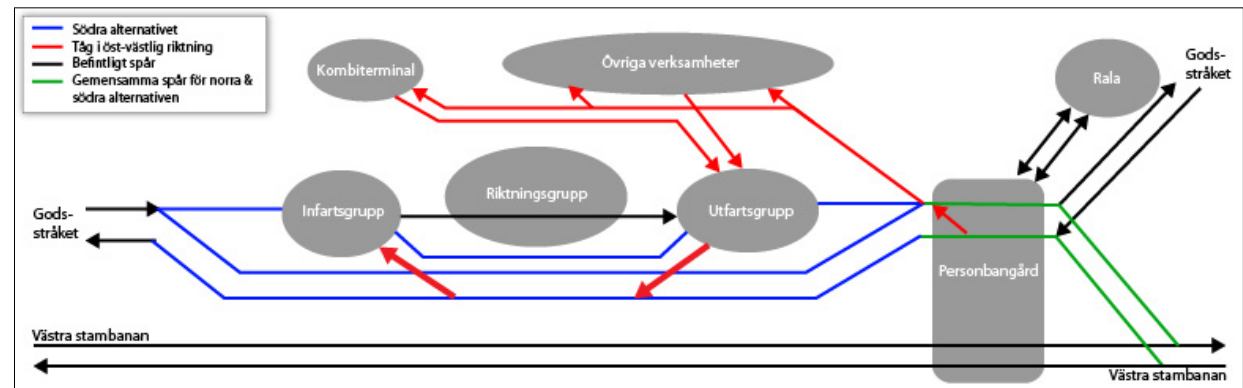 Södra alternativet
Tåg i öst-västlig riktning
Befintligt spår
Gemensamma spår för norra &
södra alternativen
Kombiterminal
Övriga verksamheter
Rala
Gods-
stråket
Gods-
stråket
Infartsgrupp
Riktningsgrupp
Utfartsgrupp
Personbangård
Västra stambanan
Västra stambanan